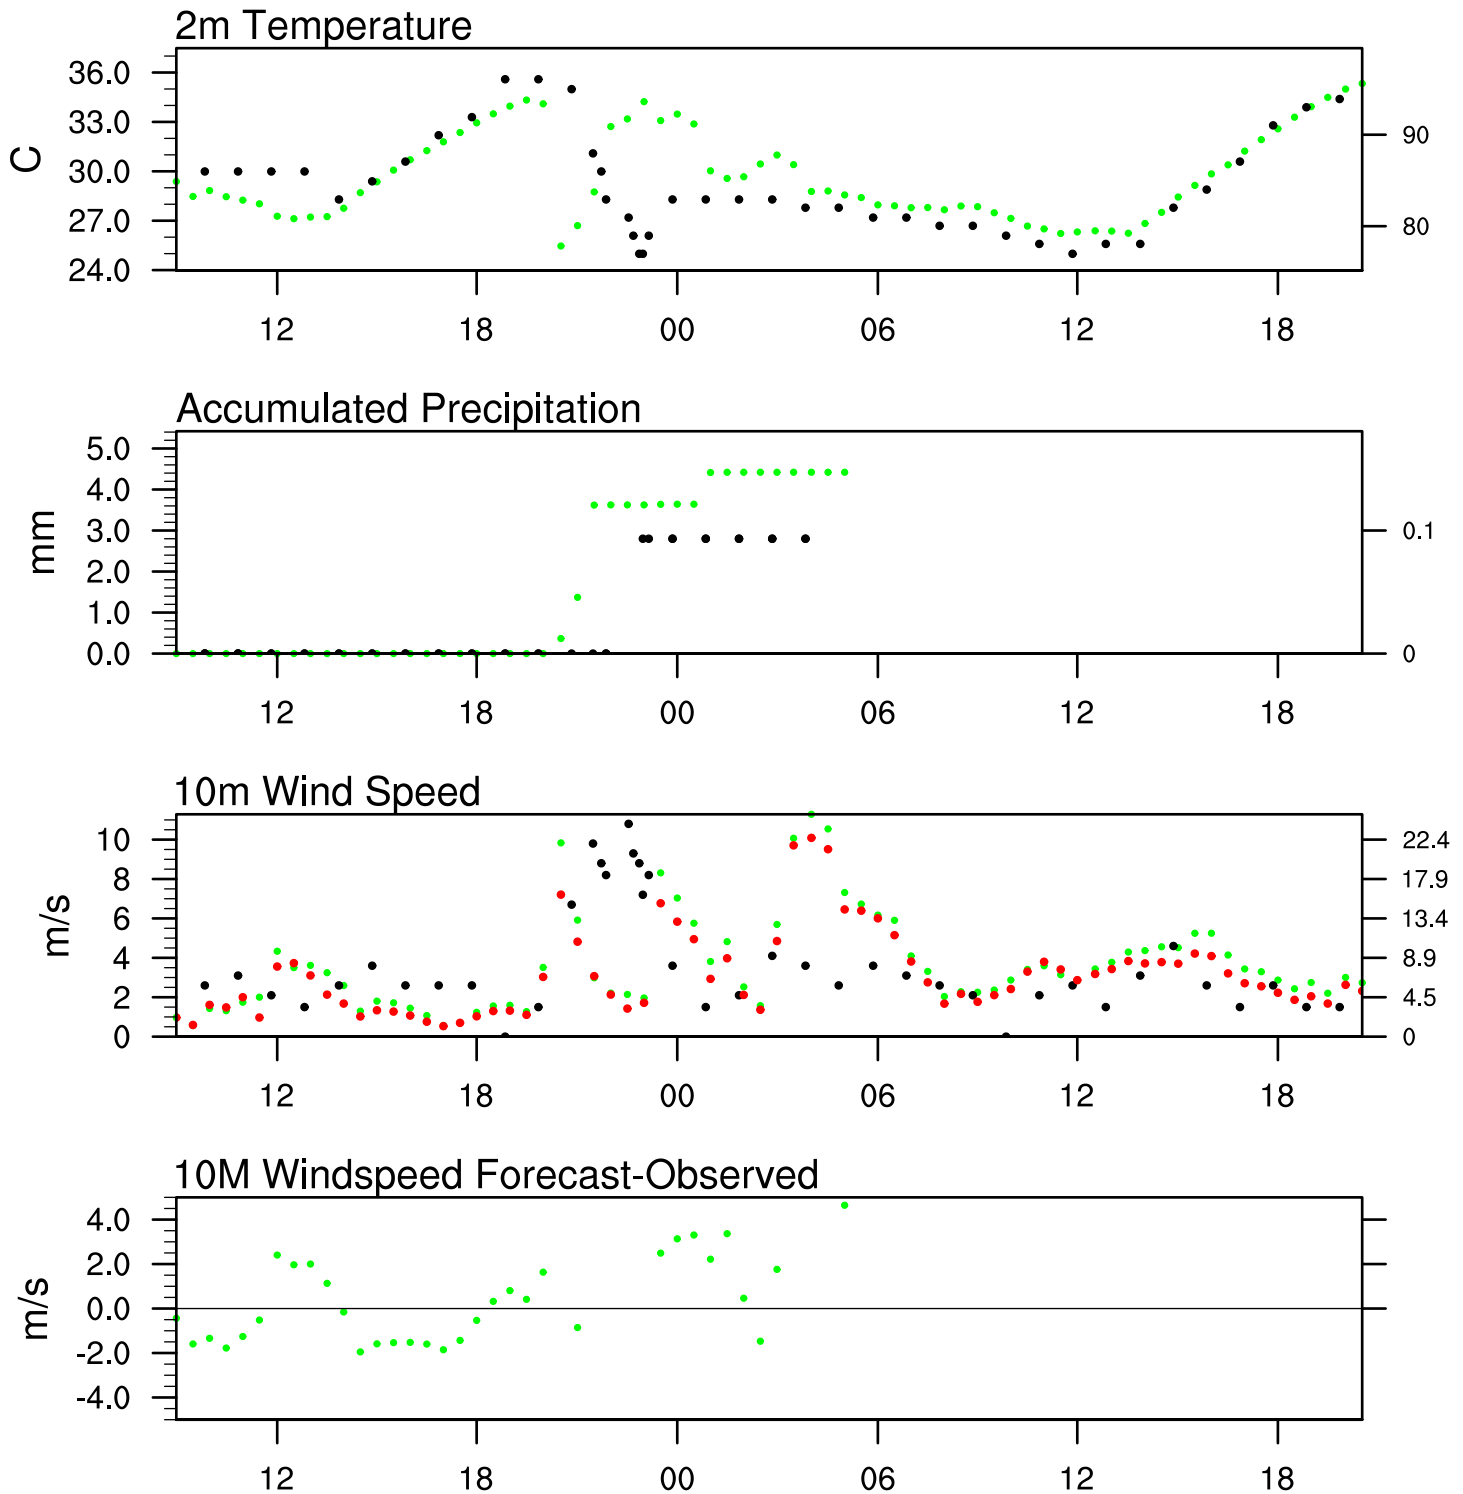 2m Temperature
36.0
33.0
30.0
27.0
24.0
C
90
80
12 18 00 06 12 18
Accumulated Precipitation
5.0
4.0
3.0
2.0
1.0
0.0
mm
0.1
0
12 18 00 06 12 18
10m Wind Speed
10
8
6
4
2
0
m/s
22.4
17.9
13.4
8.9
4.5
0
12 18 00 06 12 18
10M Windspeed Forecast-Observed
4.0
2.0
0.0
-2.0
-4.0
m/s
12 18 00 06 12 18